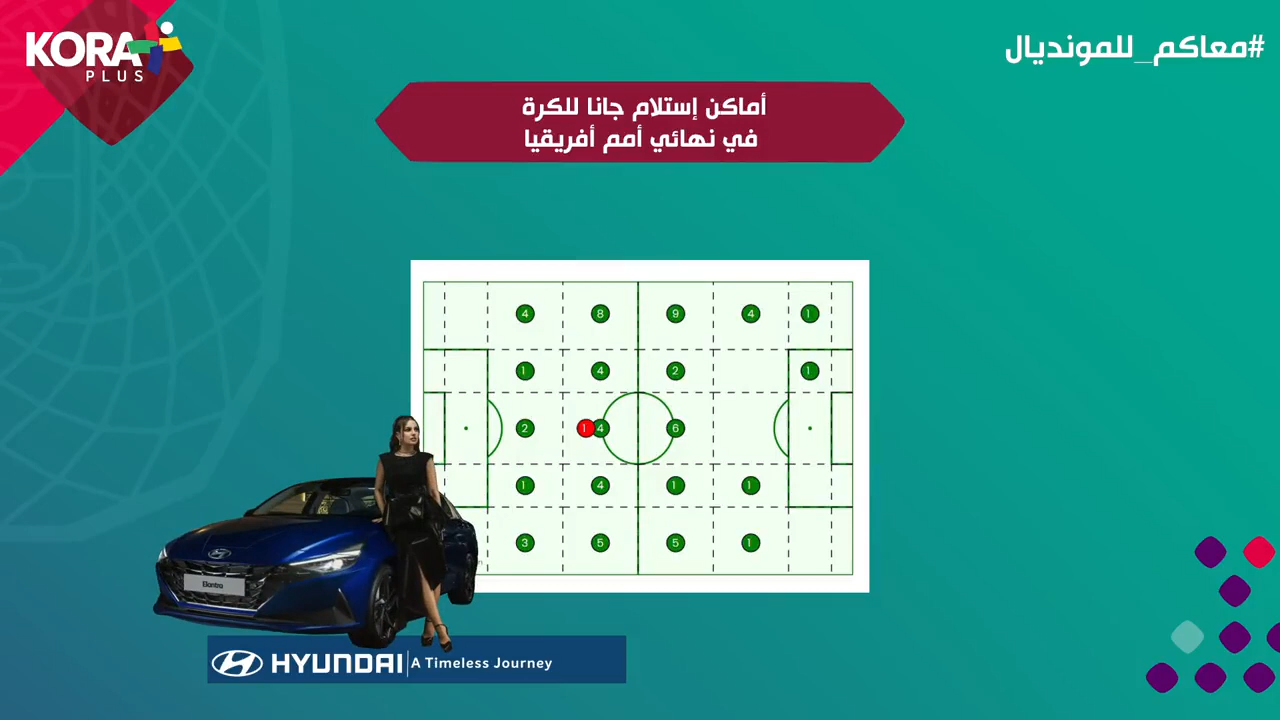 KORA
PLUS
#معاكم_للمونديال
أماكن إستلام جانا للكرة
في نهائي أمم أفريقيا
4 8 9 4 1
1 4 2 1
2 1 4 6
1 4 1 1
3 5 5 1
Elantra
HYUNDAI A Timeless Journey